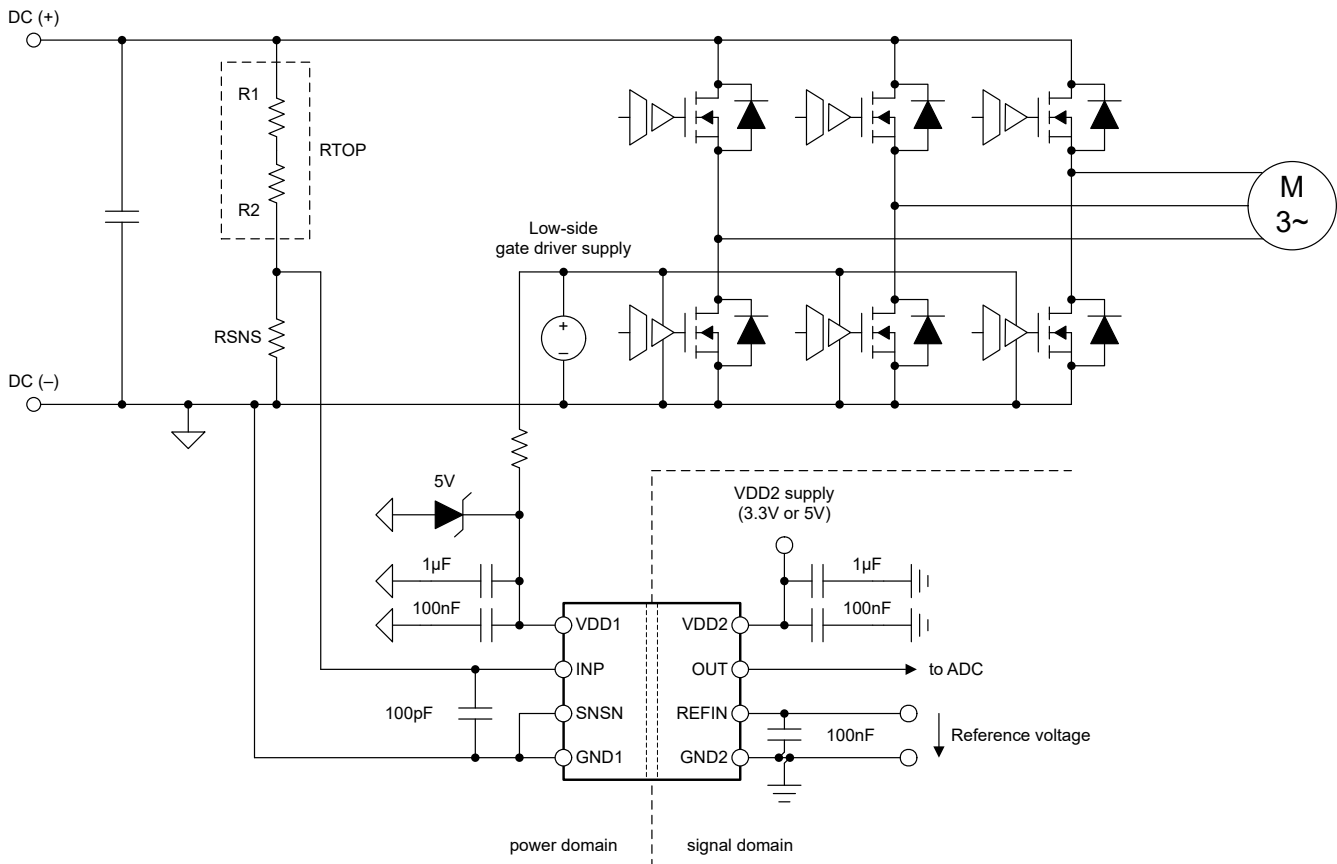 DC (+)
R1
RTOP
R2
M
3~
Low-side
gate driver supply
+
–
RSNS
DC (–)
5V
VDD2 supply
(3.3V or 5V)
1µF
1µF
100nF
100nF
VDD1
VDD2
INP
OUT
to ADC
100pF
SNSN
REFIN
100nF
Reference voltage
GND1
GND2
power domain
signal domain